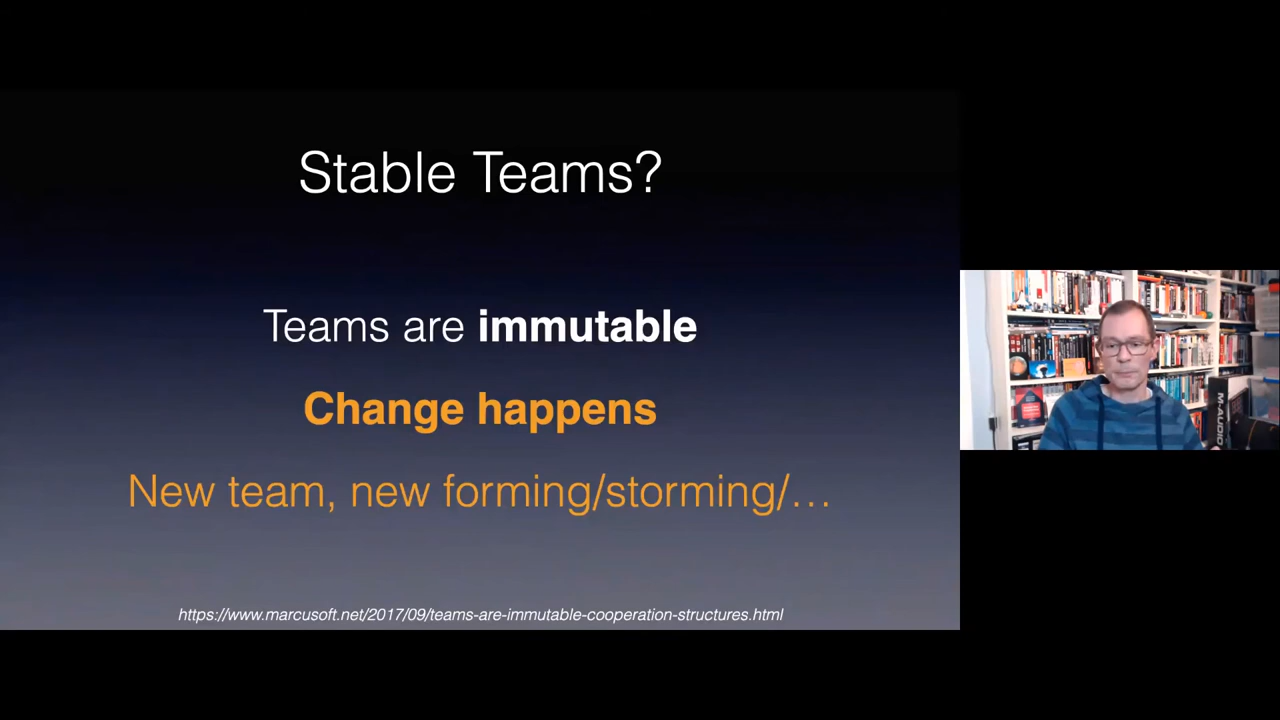 Stable Teams?
Teams are immutable
Change happens
New team, new forming/storming/…
https://www.marcusoft.net/2017/09/teams-are-immutable-cooperation-structures.html
M-AUDIO